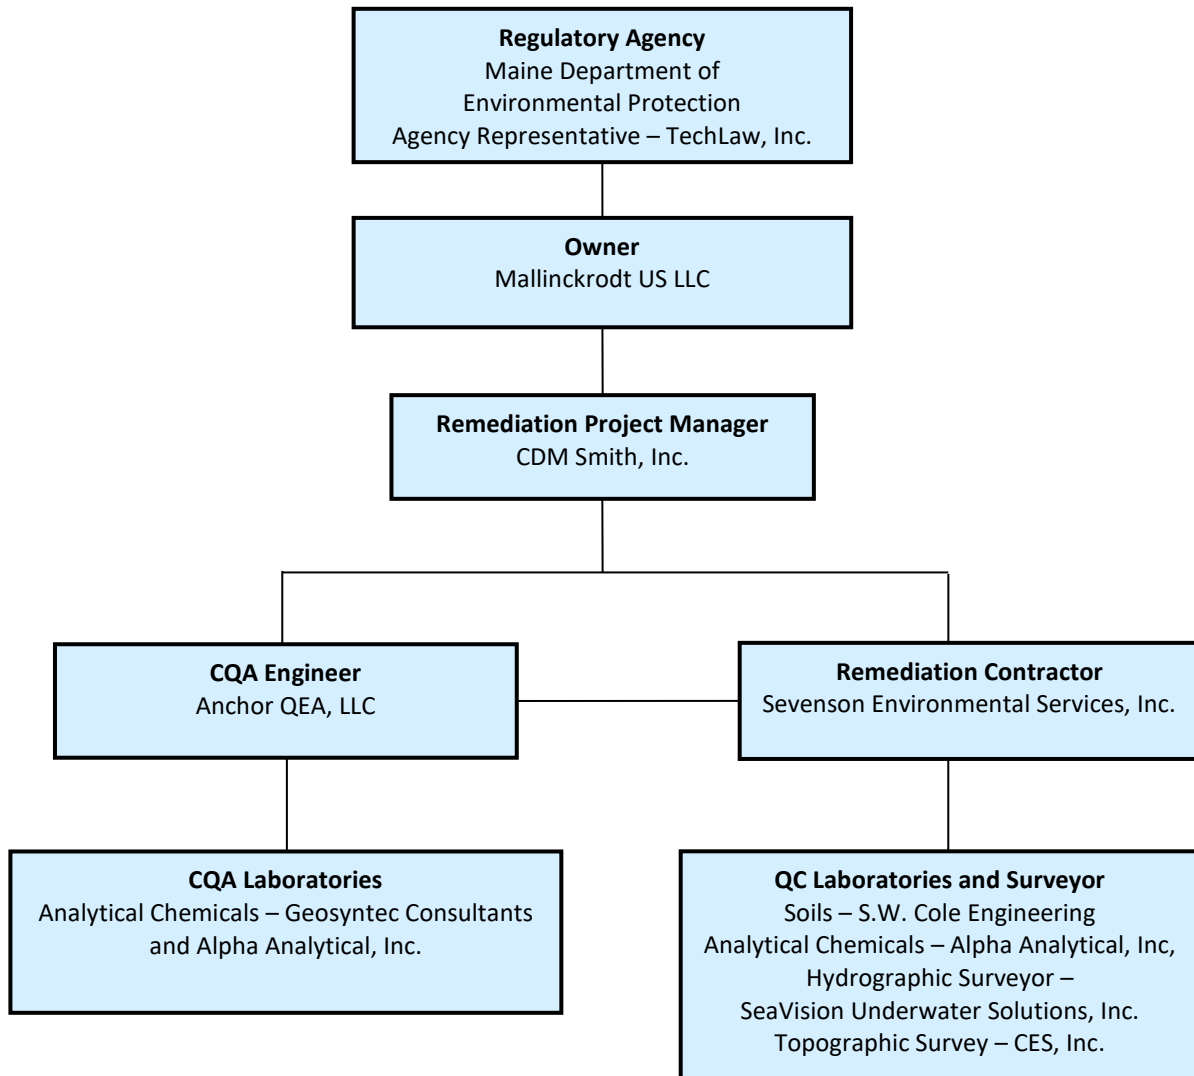 Regulatory Agency
Maine Department of
Environmental Protection
Agency Representative – TechLaw, Inc.
Owner
Mallinckrodt US LLC
Remediation Project Manager
CDM Smith, Inc.
CQA Engineer
Anchor QEA, LLC
Remediation Contractor
Sevenson Environmental Services, Inc.
CQA Laboratories
Analytical Chemicals – Geosyntec Consultants
and Alpha Analytical, Inc.
QC Laboratories and Surveyor
Soils – S.W. Cole Engineering
Analytical Chemicals – Alpha Analytical, Inc,
Hydrographic Surveyor –
SeaVision Underwater Solutions, Inc.
Topographic Survey – CES, Inc.